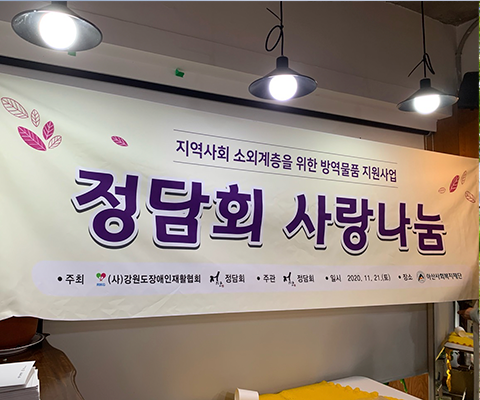 지역사회 소외계층을 위한 방역물품 지원사업
정담회 사랑나눔
• 주최 (사)강원도장애인재활협회 정담회 • 주관 정담회 • 일시 : 2020. 11. 21.(토) • 장소